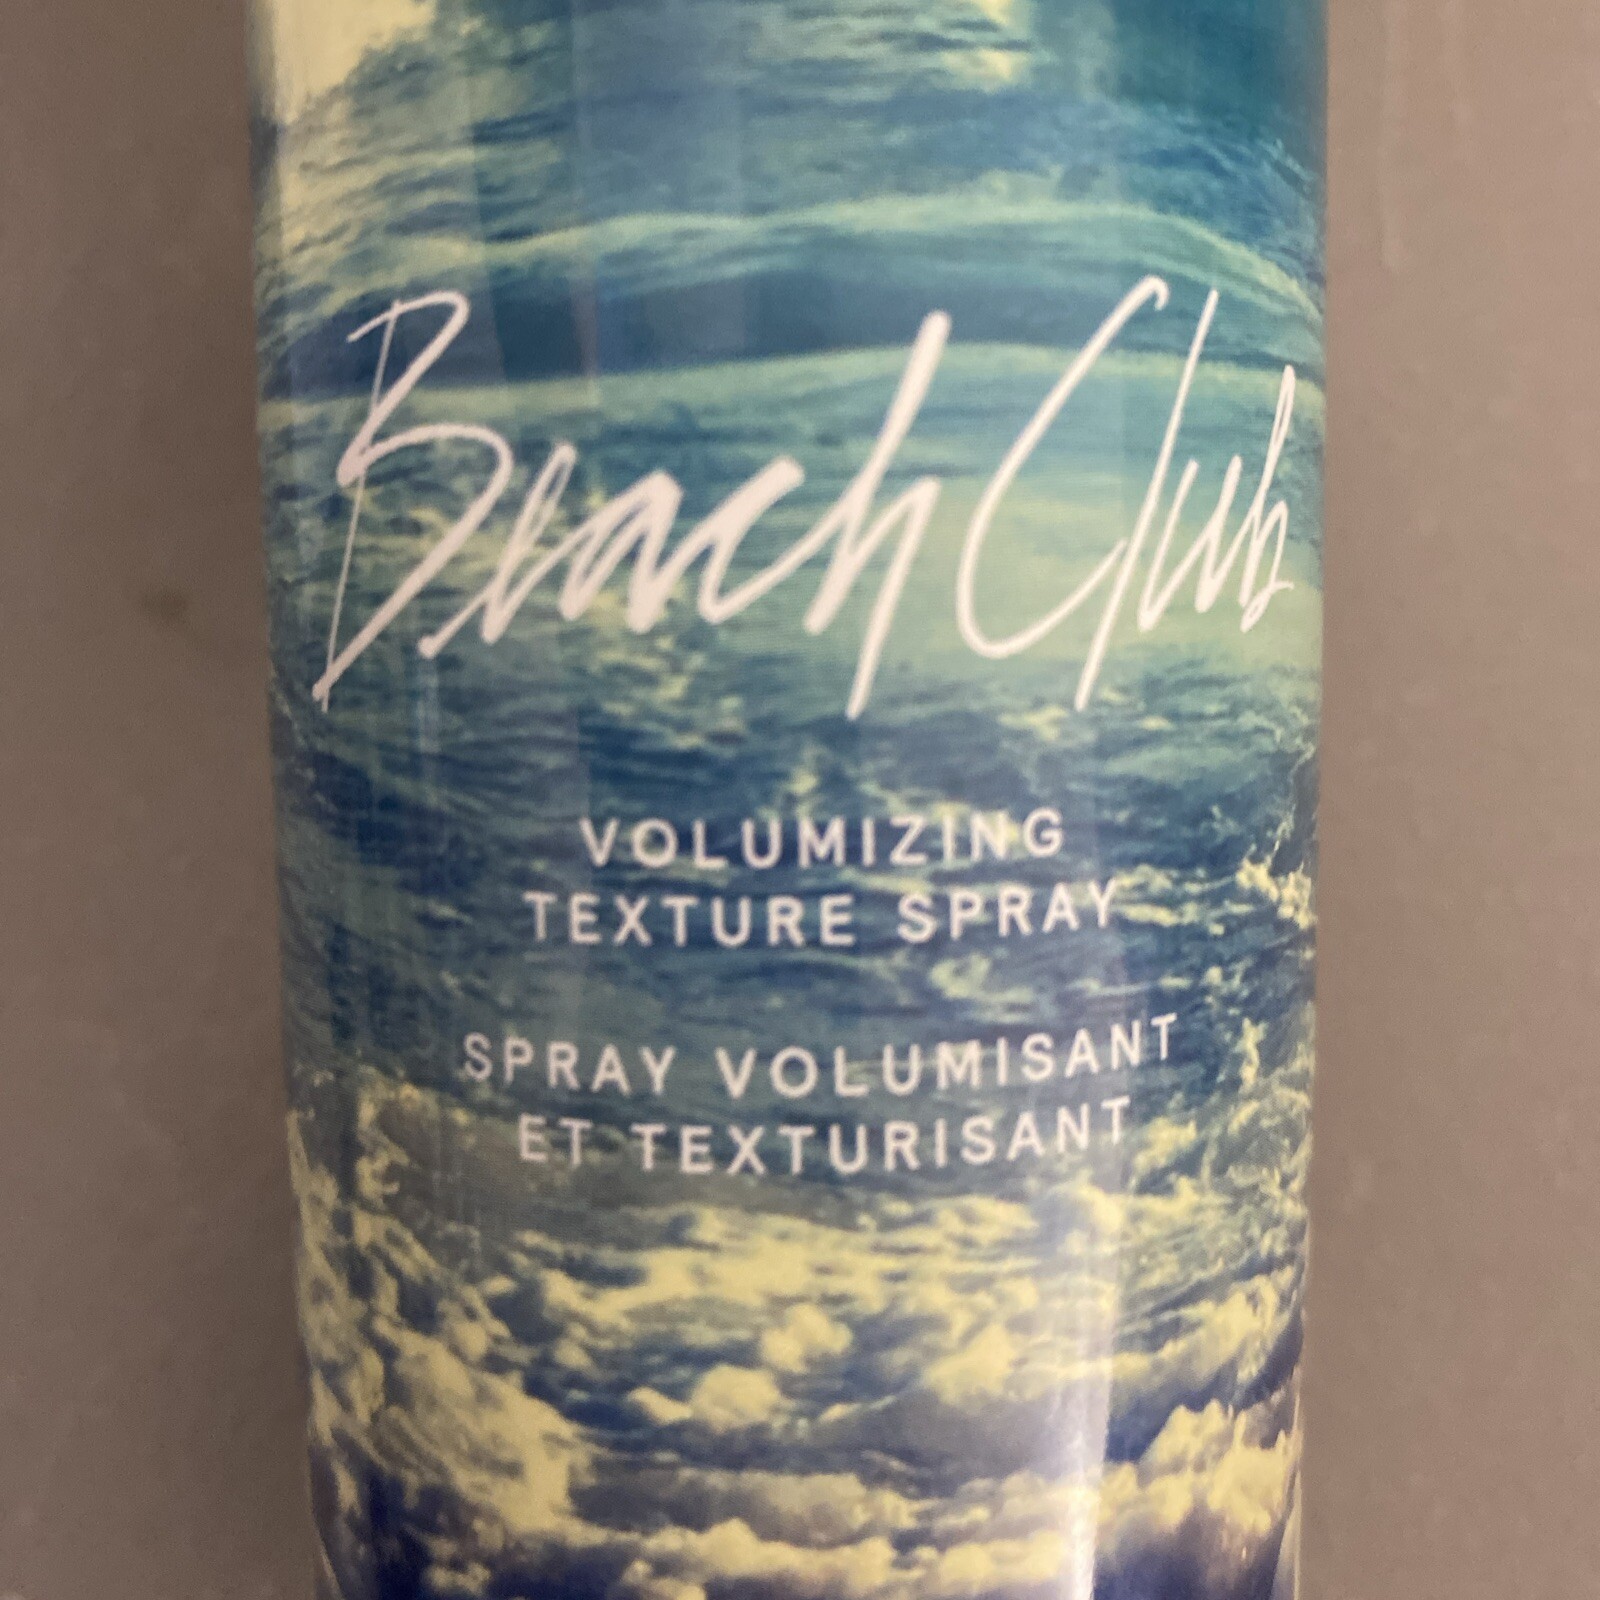 Beach Club
VOLUMIZING
TEXTURE SPRAY
SPRAY VOLUMISANT
ET TEXTURISANT